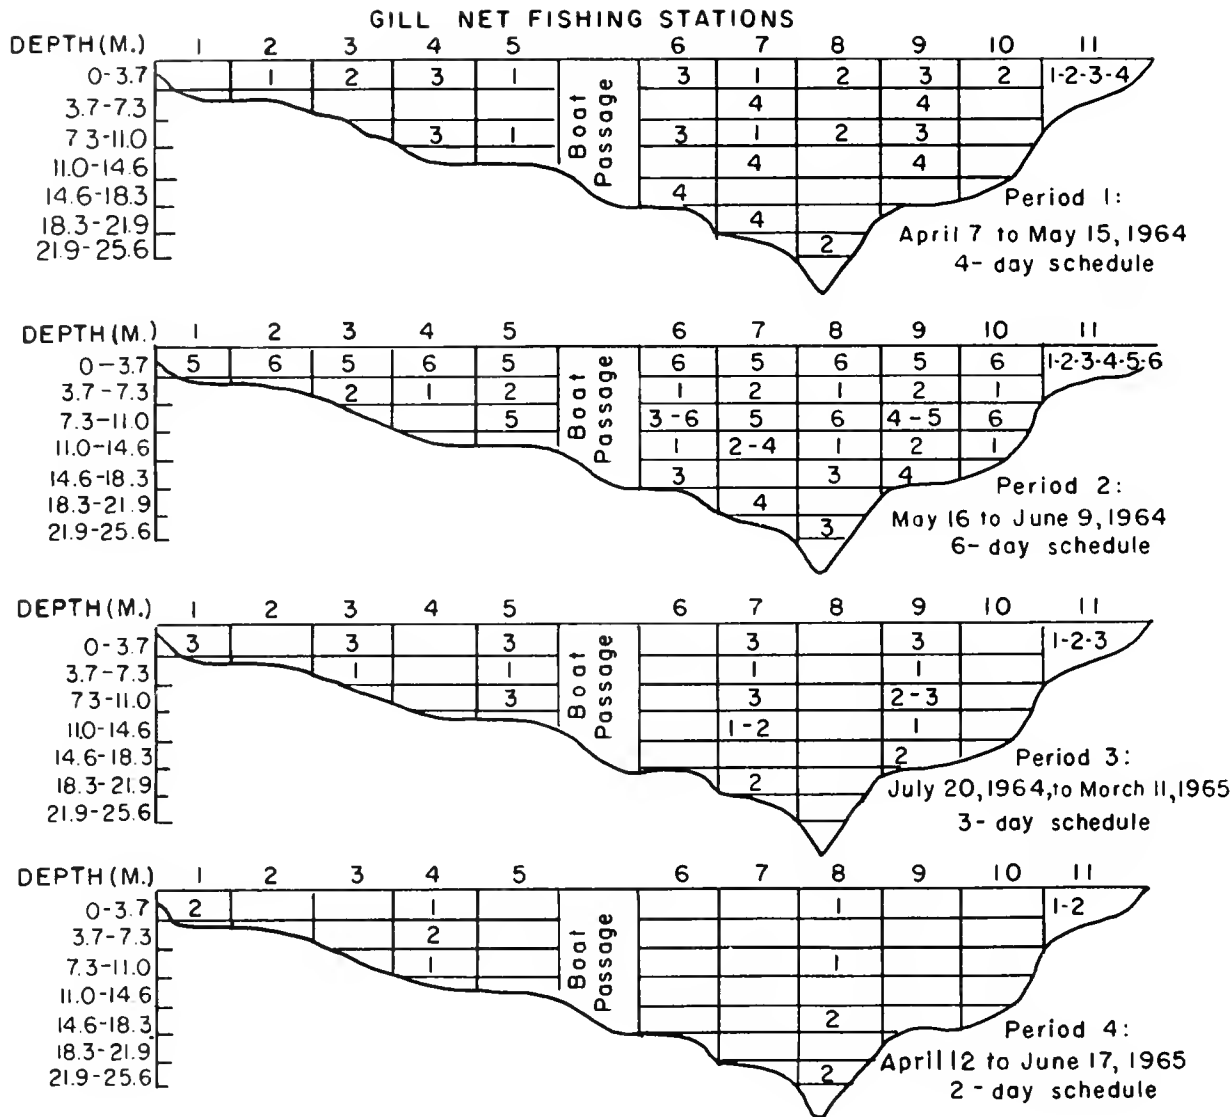 GILL NET FISHING STATIONS
DEPTH (M.) 1 2 3 4 5 6 7 8 9 10 11
0-3.7 1 2 3 1 3 1 2 3 2 1-2-3-4
3.7-7.3 4 4
7.3-11.0 3 1 3 1 2 3
11.0-14.6 4 4
14.6-18.3 4
18.3-21.9 4
21.9-25.6 2
Boat Passage
Period 1:
April 7 to May 15, 1964
4-day schedule
DEPTH (M.) 1 2 3 4 5 6 7 8 9 10 11
0-3.7 5 6 5 6 5 6 5 6 5 6 1-2-3-4-5-6
3.7-7.3 2 1 2 1 2 1 2 1
7.3-11.0 5 3-6 5 6 4-5 6
11.0-14.6 1 2-4 1 2 1
14.6-18.3 3 3 4
18.3-21.9 4
21.9-25.6 3
Boat Passage
Period 2:
May 16 to June 9, 1964
6-day schedule
DEPTH (M.) 1 2 3 4 5 6 7 8 9 10 11
0-3.7 3 3 3 3 3 1-2-3
3.7-7.3 1 1 1 1
7.3-11.0 3 3 2-3
11.0-14.6 1-2 1
14.6-18.3 2
18.3-21.9 2
21.9-25.6
Boat Passage
Period 3:
July 20, 1964, to March 11, 1965
3-day schedule
DEPTH (M.) 1 2 3 4 5 6 7 8 9 10 11
0-3.7 2 1 1 1-2
3.7-7.3 2
7.3-11.0 1 1
11.0-14.6
14.6-18.3 2
18.3-21.9
21.9-25.6 2
Boat Passage
Period 4:
April 12 to June 17, 1965
2-day schedule